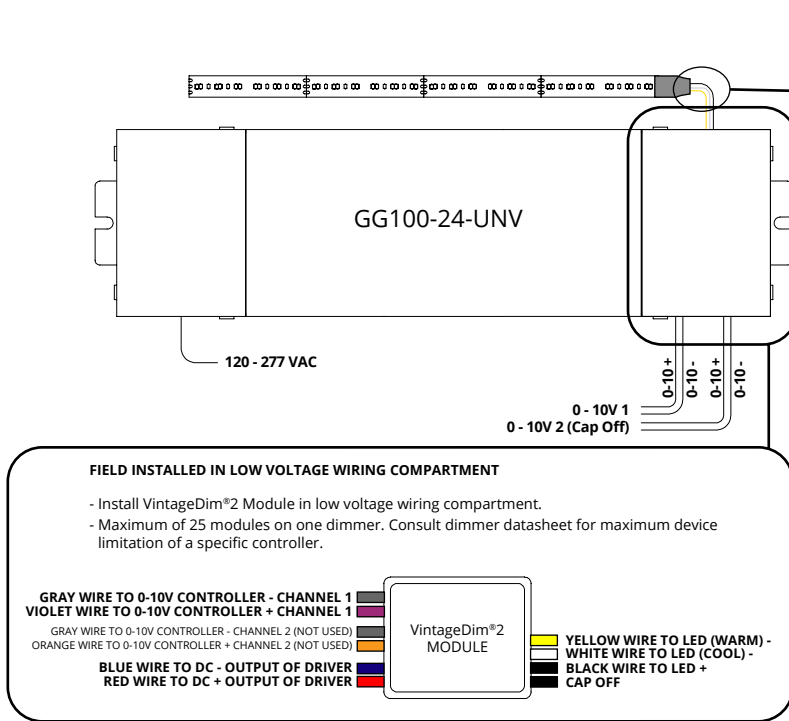 GG100-24-UNV
120 - 277 VAC
0-10 +
0-10 -
0-10 +
0-10 -
0 - 10V 1
0 - 10V 2 (Cap Off)
FIELD INSTALLED IN LOW VOLTAGE WIRING COMPARTMENT
- Install VintageDim®2 Module in low voltage wiring compartment.
- Maximum of 25 modules on one dimmer. Consult dimmer datasheet for maximum device
limitation of a specific controller.
GRAY WIRE TO 0-10V CONTROLLER - CHANNEL 1
VIOLET WIRE TO 0-10V CONTROLLER + CHANNEL 1
GRAY WIRE TO 0-10V CONTROLLER - CHANNEL 2 (NOT USED)
ORANGE WIRE TO 0-10V CONTROLLER + CHANNEL 2 (NOT USED)
BLUE WIRE TO DC - OUTPUT OF DRIVER
RED WIRE TO DC + OUTPUT OF DRIVER
VintageDim®2
MODULE
YELLOW WIRE TO LED (WARM) -
WHITE WIRE TO LED (COOL) -
BLACK WIRE TO LED +
CAP OFF